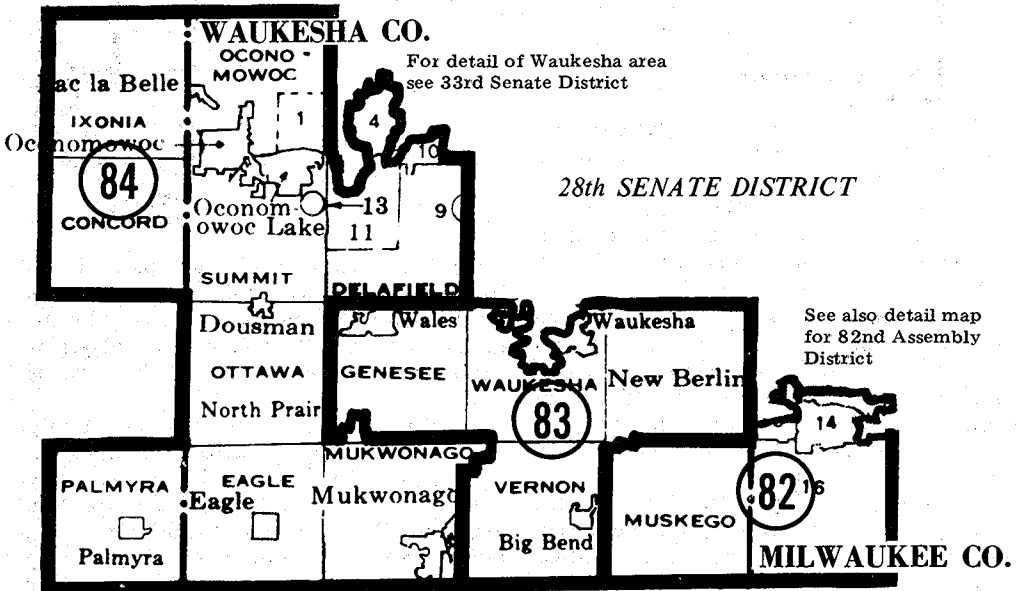 WAUKESHA CO.
OCONO-
MOWOC
For detail of Waukesha area
see 33rd Senate District
Lac la Belle
IXONIA
1
4
Oconomowoc
10
84
28th SENATE DISTRICT
Oconom-
owoc Lake
13
9
11
CONCORD
SUMMIT
DELAFIELD
Dousman
Wales
Waukesha
See also detail map
for 82nd Assembly
District
OTTAWA
GENESEE
WAUKESHA
New Berlin
North Prair
83
14
MUKWONAGO
PALMYRA
EAGLE
Eagle
Mukwonago
VERNON
82
16
MUSKEGO
Palmyra
Big Bend
MILWAUKEE CO.